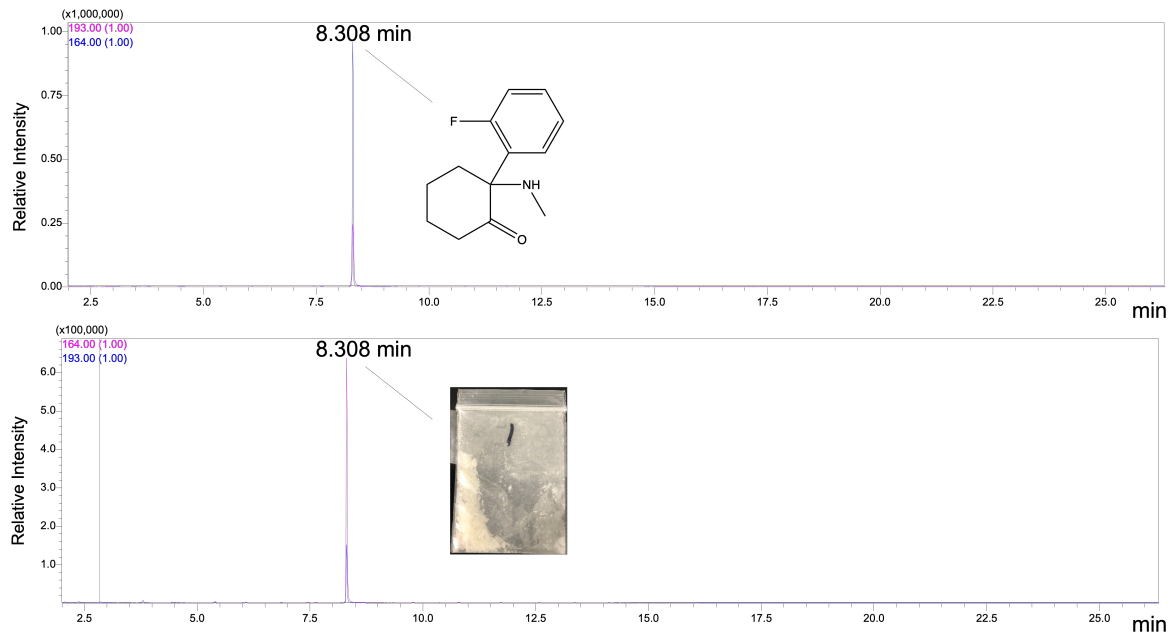 (x1,000,000)
1.00
193.00 (1.00)
164.00 (1.00)
8.308 min
0.75
0.50
0.25
0.00
Relative Intensity
F
NH
O
2.5 5.0 7.5 10.0 12.5 15.0 17.5 20.0 22.5 25.0
min
(x100,000)
164.00 (1.00)
193.00 (1.00)
8.308 min
6.0
5.0
4.0
3.0
2.0
1.0
Relative Intensity
2.5 5.0 7.5 10.0 12.5 15.0 17.5 20.0 22.5 25.0
min